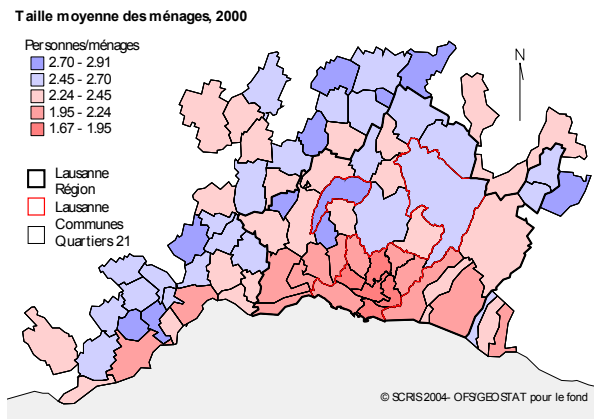 Taille moyenne des ménages, 2000
Personnes/ménages
2.70 - 2.91
2.45 - 2.70
2.24 - 2.45
1.95 - 2.24
1.67 - 1.95
Lausanne
Région
Lausanne
Communes
Quartiers 21
N
© SCRIS 2004- OFS/GEOSTAT pour le fond